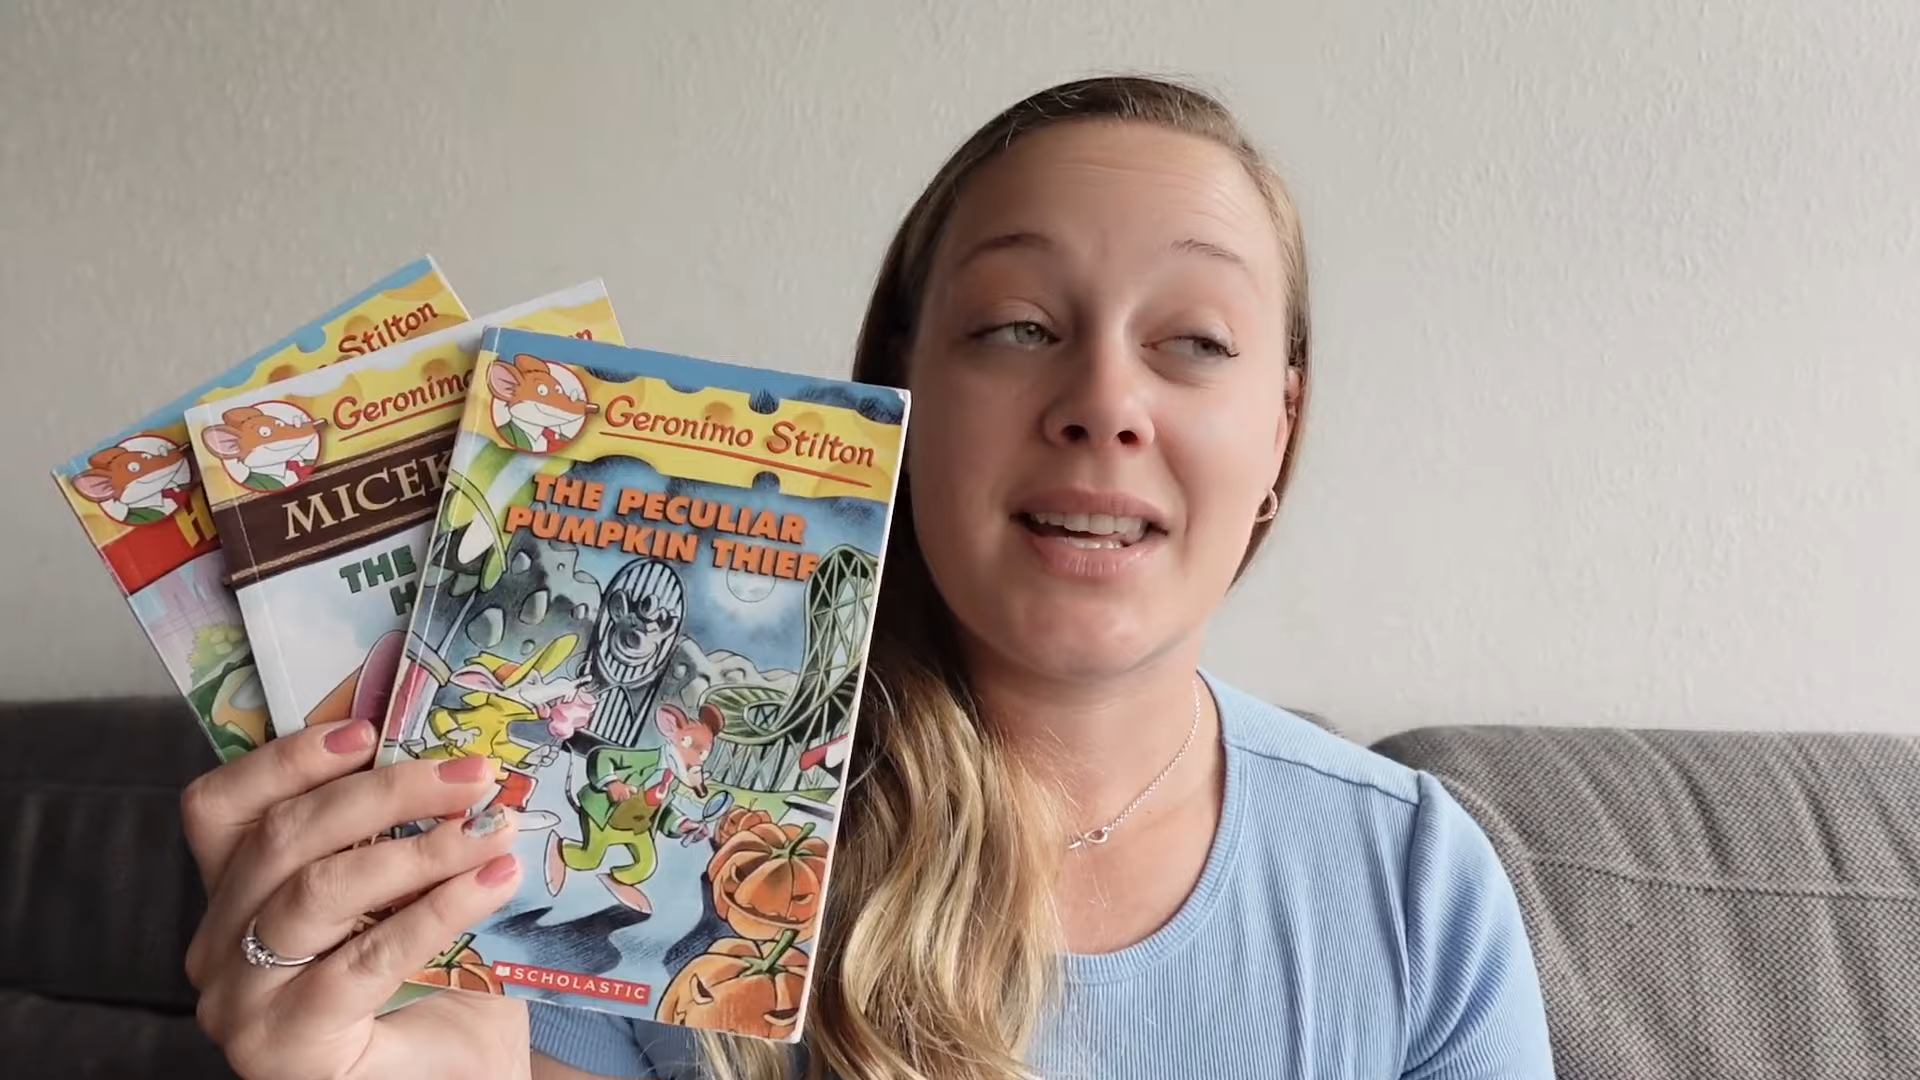 Stilton
Geronimo
MICEK
THE
H
Geronimo Stilton
THE PECULIAR
PUMPKIN THIEF
SCHOLASTIC